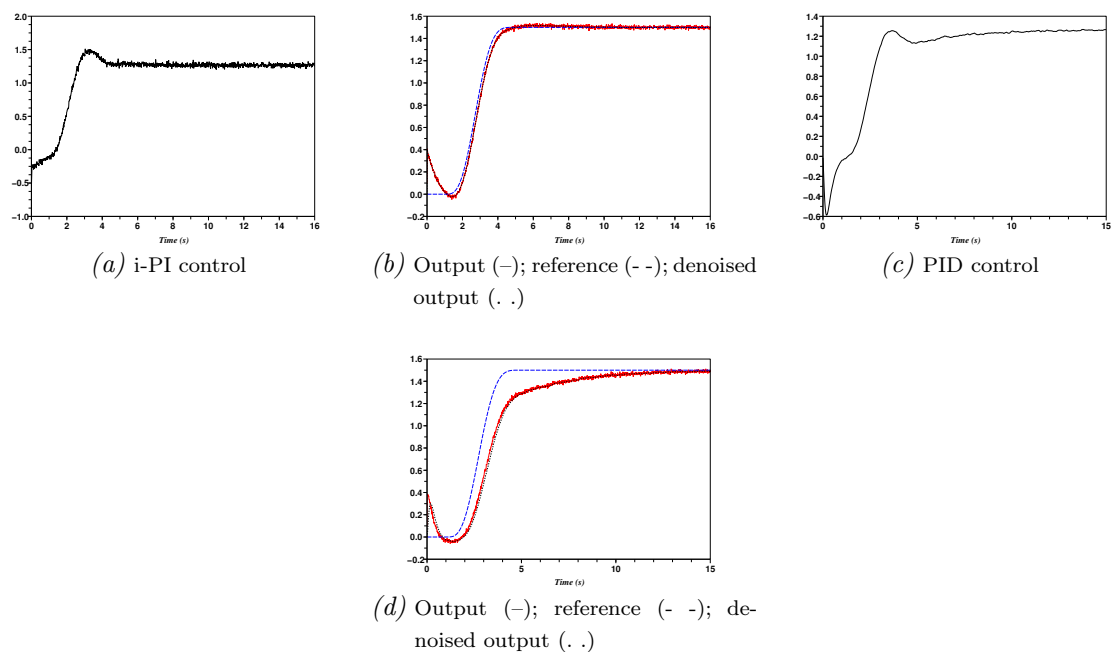 2.0
1.5
1.0
0.5
0.0
−0.5
−1.0
0 2 4 6 8 10 12 14 16
Time (s)
(a) i-PI control
1.6
1.4
1.2
1.0
0.8
0.6
0.4
0.2
0.0
−0.2
0 2 4 6 8 10 12 14 16
Time (s)
(b) Output (–); reference (- -); denoised
output (. .)
1.4
1.2
1.0
0.8
0.6
0.4
0.2
0.0
−0.2
−0.4
−0.6
0 5 10 15
Time (s)
(c) PID control
1.6
1.4
1.2
1.0
0.8
0.6
0.4
0.2
0.0
−0.2
0 5 10 15
Time (s)
(d) Output (–); reference (- -); de-
noised output (. .)